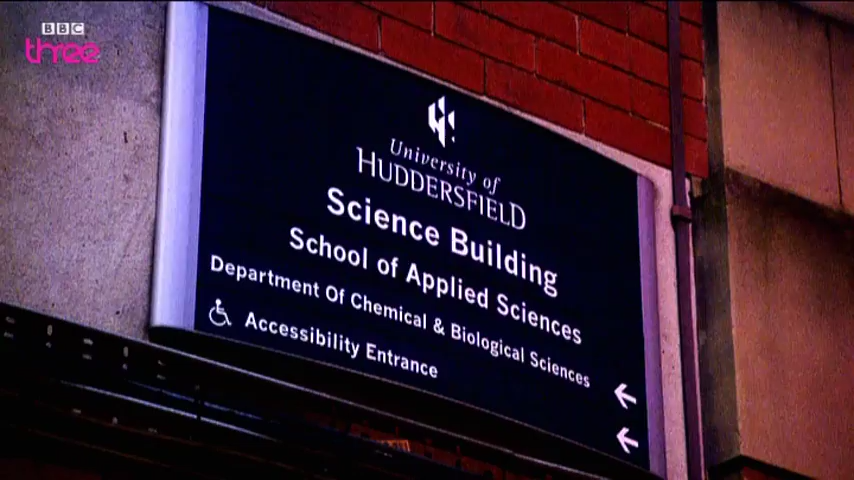 BBC
three
University of
HUDDERSFIELD
Science Building
School of Applied Sciences
Department Of Chemical & Biological Sciences
Accessibility Entrance